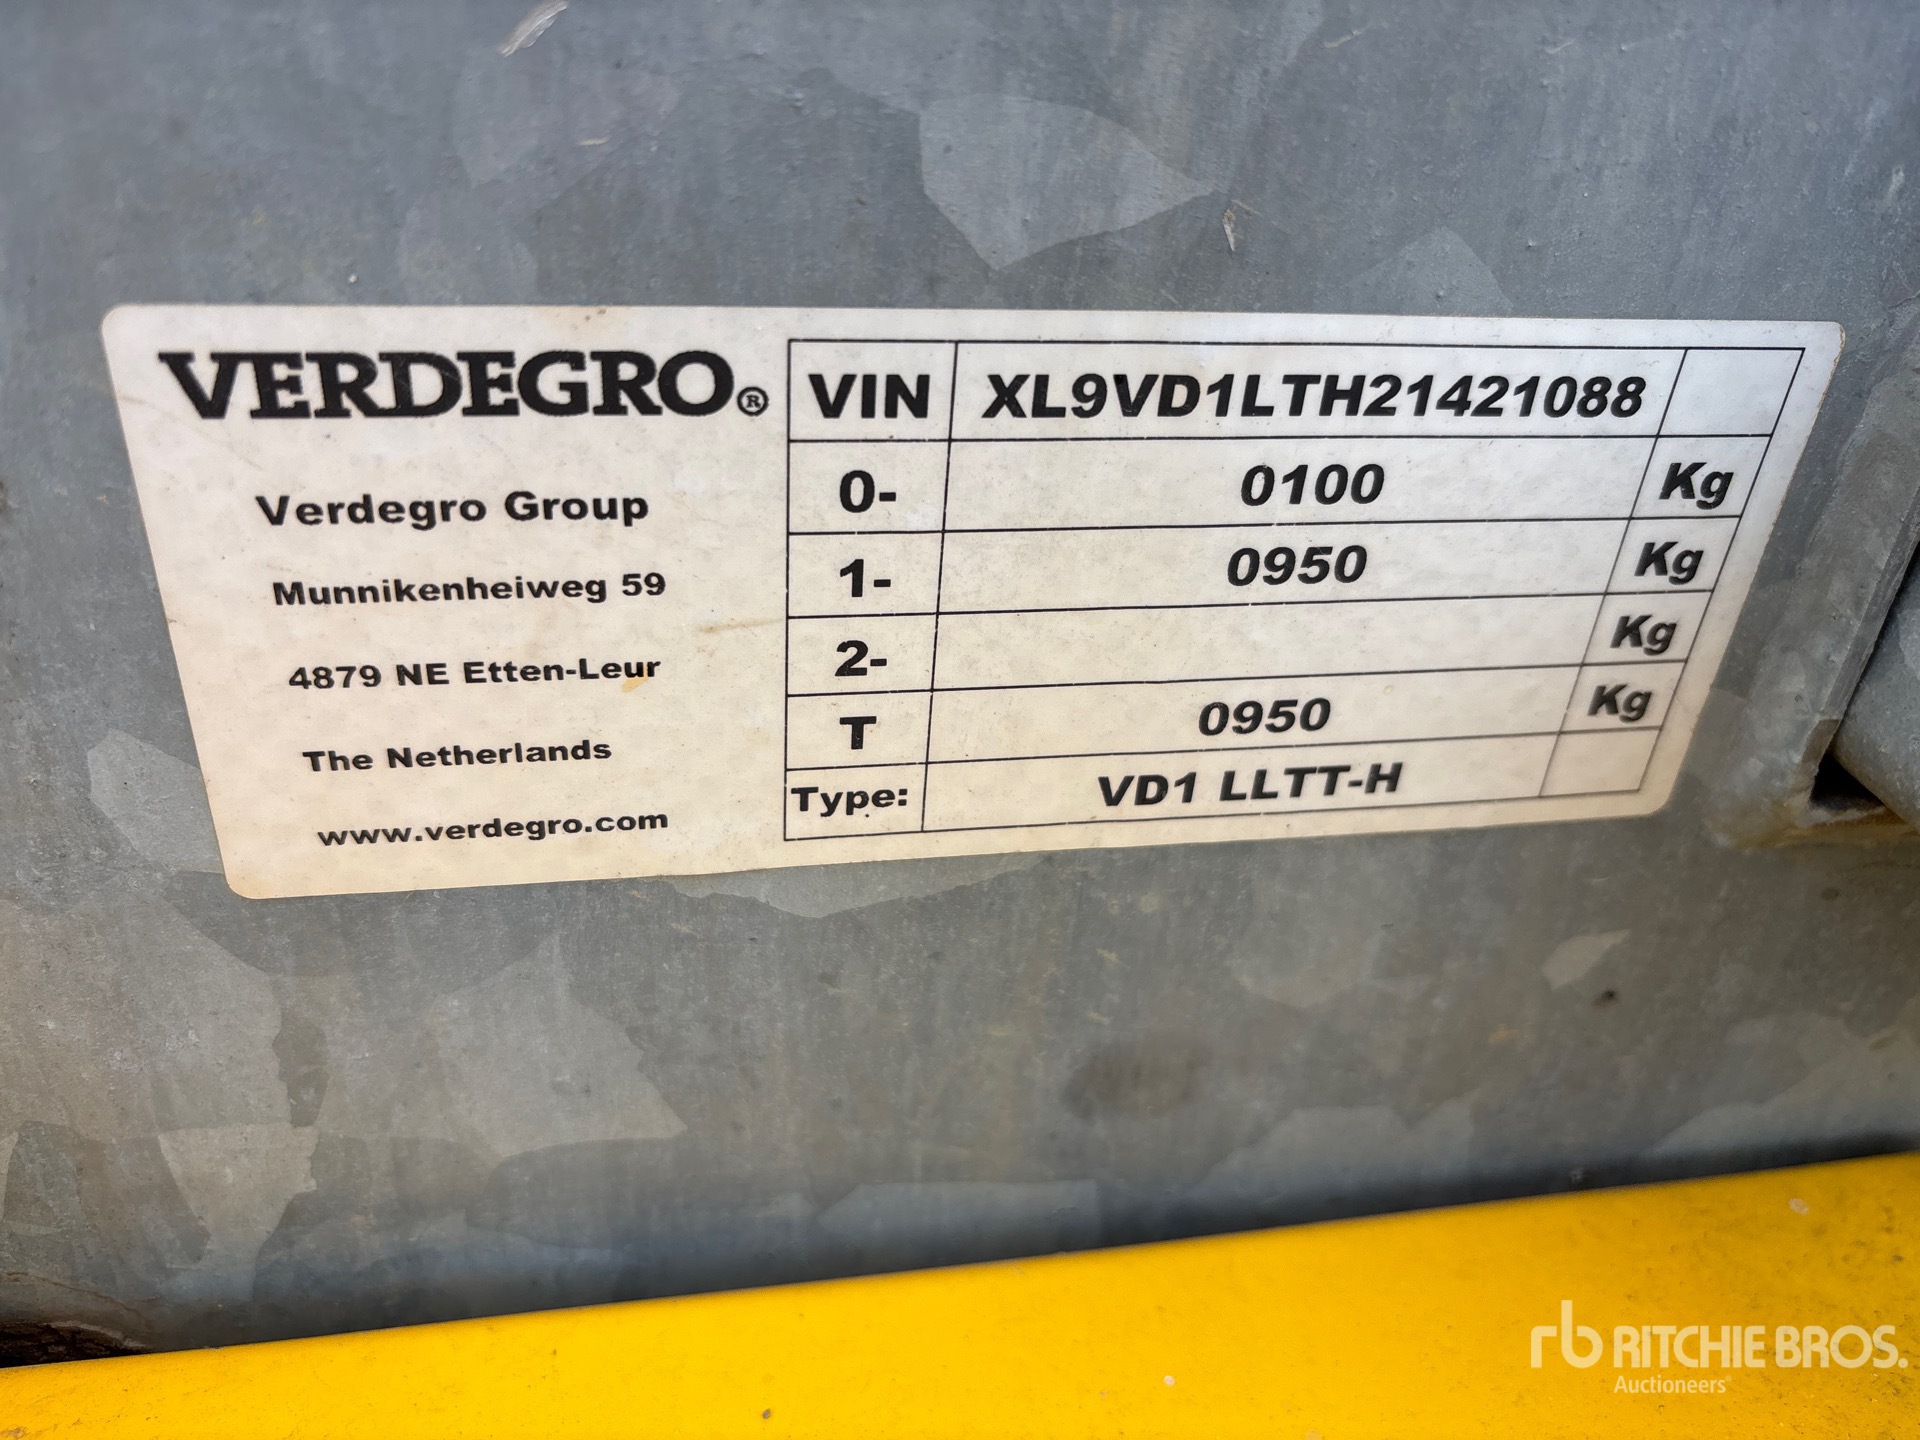 VERDEGRO®
Verdegro Group
Munnikenheiweg 59
4879 NE Etten-Leur
The Netherlands
www.verdegro.com
VIN XL9VD1LTH21421088
0- 0100 Kg
1- 0950 Kg
2- Kg
T 0950 Kg
Type: VD1 LLTT-H
rb RITCHIE BROS.
Auctioneers